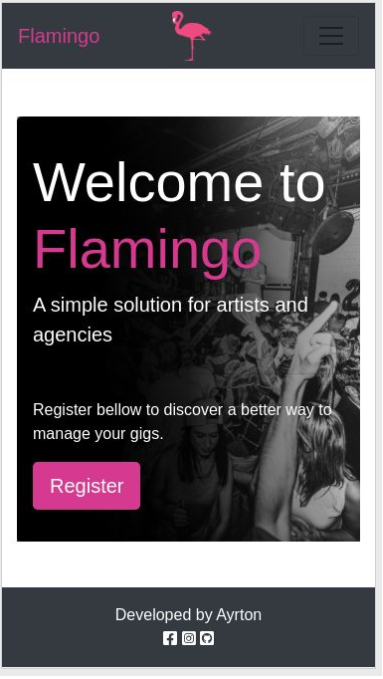 Flamingo
Welcome to
Flamingo
A simple solution for artists and
agencies
Register bellow to discover a better way to
manage your gigs.
Register
Developed by Ayrton